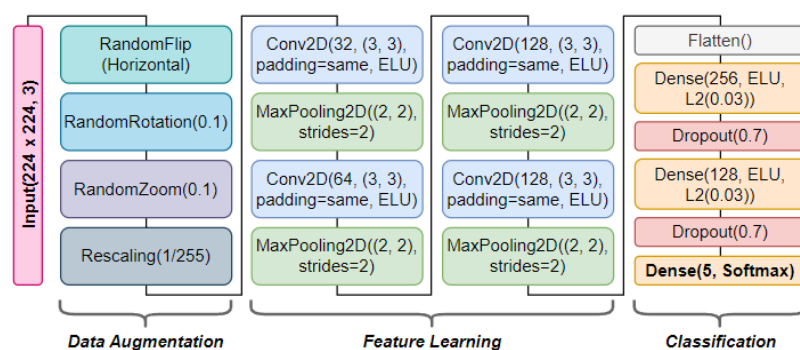 Input(224 x 224, 3)
RandomFlip
(Horizontal)
RandomRotation(0.1)
RandomZoom(0.1)
Rescaling(1/255)
Data Augmentation
Conv2D(32, (3, 3),
padding=same, ELU)
MaxPooling2D((2, 2),
strides=2)
Conv2D(64, (3, 3),
padding=same, ELU)
MaxPooling2D((2, 2),
strides=2)
Conv2D(128, (3, 3),
padding=same, ELU)
MaxPooling2D((2, 2),
strides=2)
Conv2D(128, (3, 3),
padding=same, ELU)
MaxPooling2D((2, 2),
strides=2)
Feature Learning
Flatten()
Dense(256, ELU,
L2(0.03))
Dropout(0.7)
Dense(128, ELU,
L2(0.03))
Dropout(0.7)
Dense(5, Softmax)
Classification